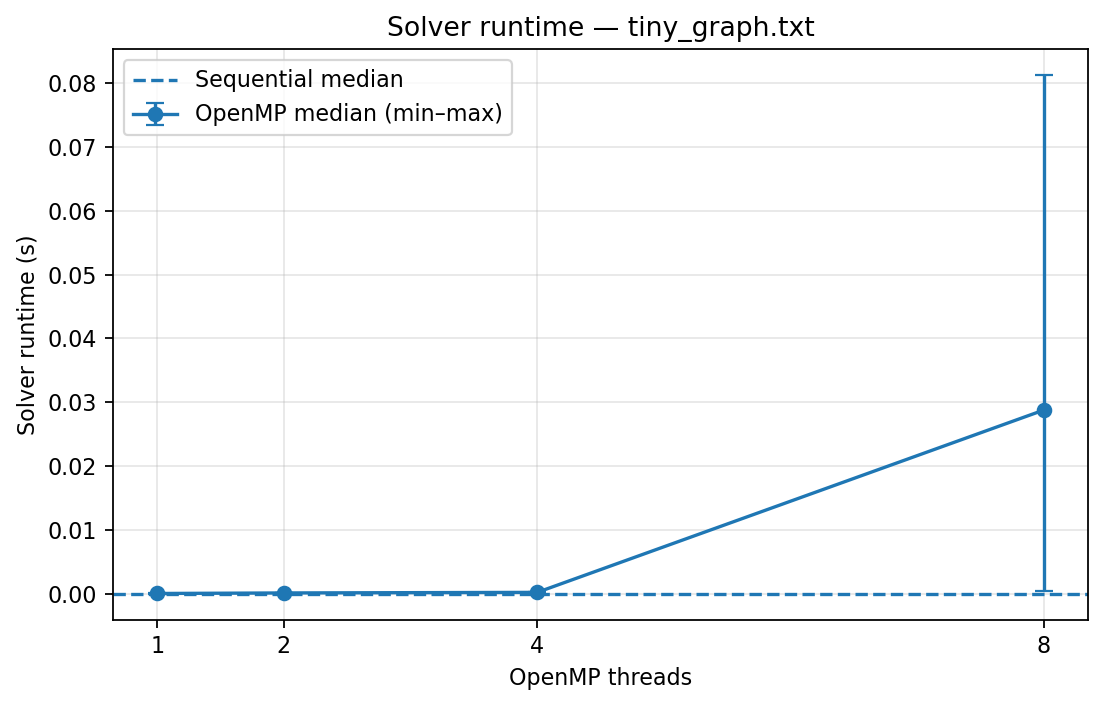 Solver runtime — tiny_graph.txt
Sequential median
OpenMP median (min–max)
Solver runtime (s)
0.08
0.07
0.06
0.05
0.04
0.03
0.02
0.01
0.00
1 2 4 8
OpenMP threads